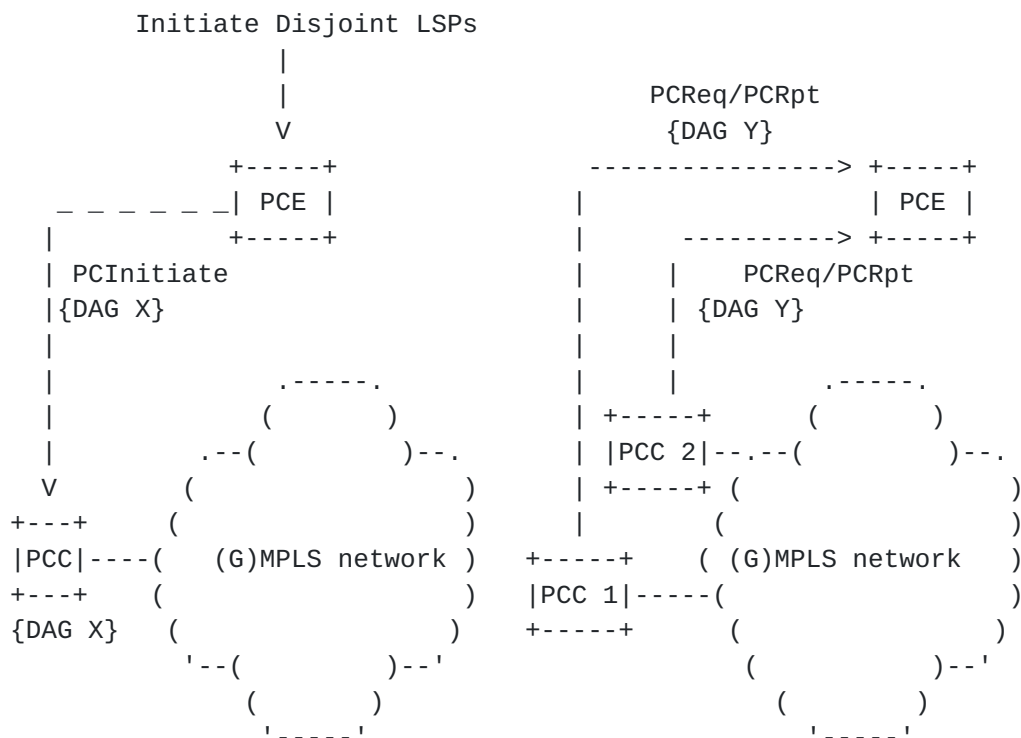 Initiate Disjoint LSPs
PCReq/PCRpt
V {DAG Y}
PCE PCE
PCInitiate PCReq/PCRpt
{DAG X} {DAG Y}
PCC 2
V
PCC (G)MPLS network (G)MPLS network
PCC 1
{DAG X}